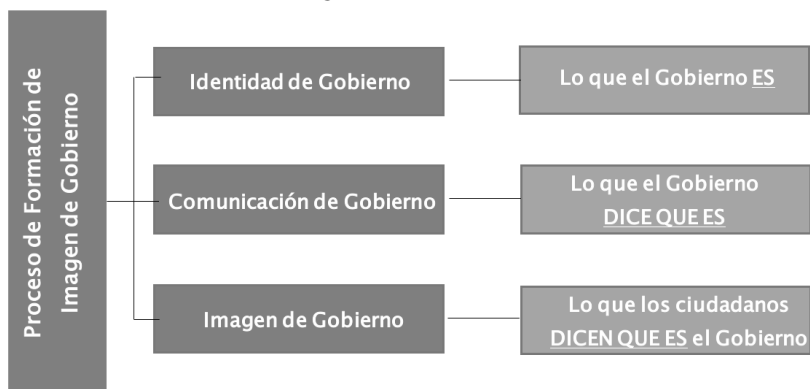 Proceso de Formación de
Imagen de Gobierno
Identidad de Gobierno
Lo que el Gobierno ES
Comunicación de Gobierno
Lo que el Gobierno
DICE QUE ES
Imagen de Gobierno
Lo que los ciudadanos
DICEN QUE ES el Gobierno